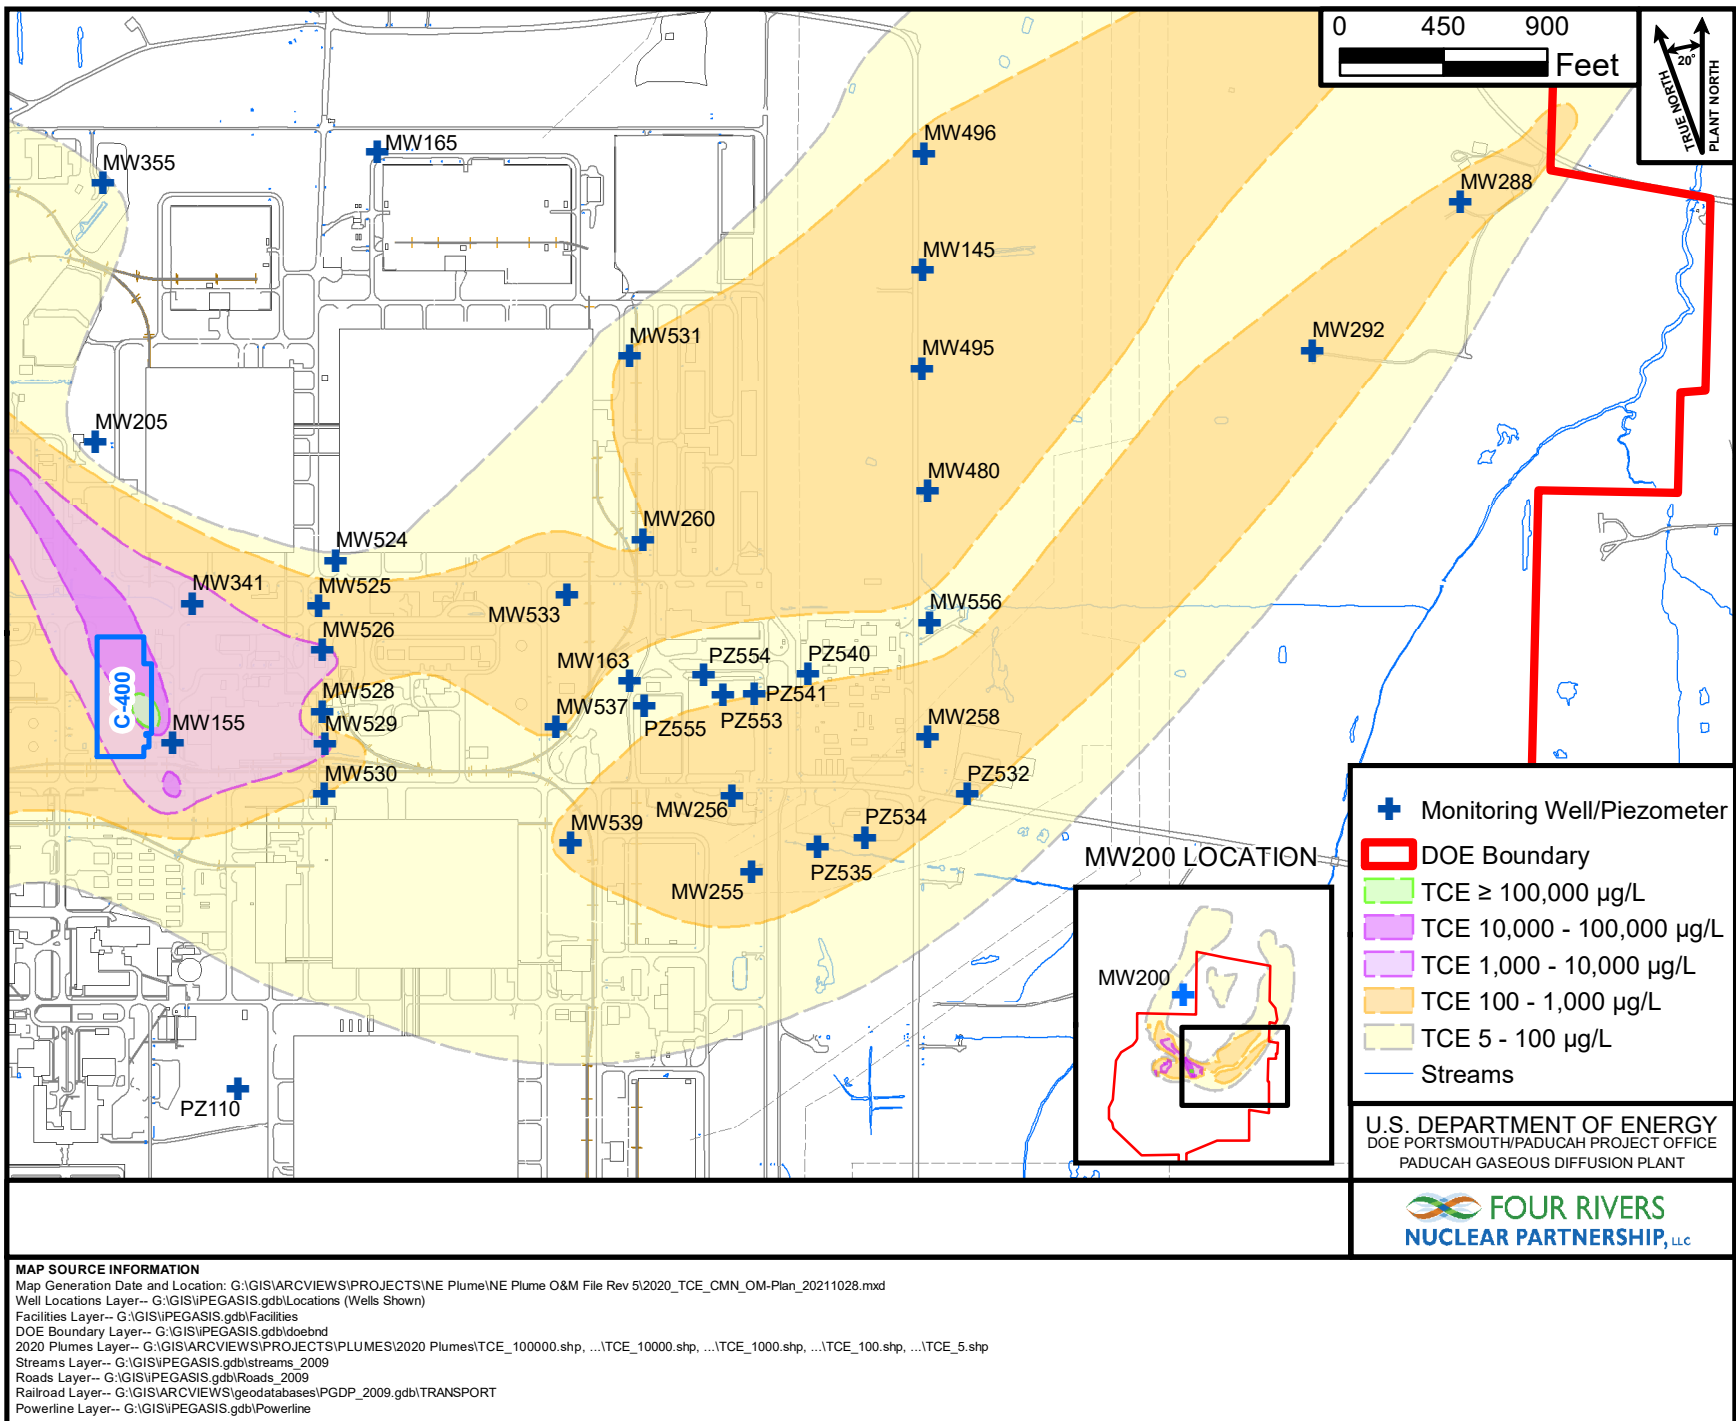 0 450 900
Feet
TRUE NORTH
20°
PLANT NORTH
MW355
MW165
MW496
MW288
MW145
MW531
MW495
MW292
MW205
MW480
MW260
MW524
MW341
MW525
MW533
MW556
MW526
MW163
PZ554
PZ540
C-400
MW528
MW537
PZ541
MW155
MW529
PZ555
PZ553
MW258
MW530
PZ532
MW256
MW539
PZ534
MW255
PZ535
PZ110
MW200 LOCATION
MW200
Monitoring Well/Piezometer
DOE Boundary
TCE ≥ 100,000 µg/L
TCE 10,000 - 100,000 µg/L
TCE 1,000 - 10,000 µg/L
TCE 100 - 1,000 µg/L
TCE 5 - 100 µg/L
Streams
U.S. DEPARTMENT OF ENERGY
DOE PORTSMOUTH/PADUCAH PROJECT OFFICE
PADUCAH GASEOUS DIFFUSION PLANT
FOUR RIVERS
NUCLEAR PARTNERSHIP, LLC
MAP SOURCE INFORMATION
Map Generation Date and Location: G:\GIS\ARCVIEWS\PROJECTS\NE Plume\NE Plume O&M File Rev 5\2020_TCE_CMN_OM-Plan_20211028.mxd
Well Locations Layer-- G:\GIS\iPEGASIS.gdb\Locations (Wells Shown)
Facilities Layer-- G:\GIS\iPEGASIS.gdb\Facilities
DOE Boundary Layer-- G:\GIS\iPEGASIS.gdb\doebnd
2020 Plumes Layer-- G:\GIS\ARCVIEWS\PROJECTS\PLUMES\2020 Plumes\TCE_100000.shp, ...\TCE_10000.shp, ...\TCE_1000.shp, ...\TCE_100.shp, ...\TCE_5.shp
Streams Layer-- G:\GIS\iPEGASIS.gdb\streams_2009
Roads Layer-- G:\GIS\iPEGASIS.gdb\Roads_2009
Railroad Layer-- G:\GIS\ARCVIEWS\geodatabases\PGDP_2009.gdb\TRANSPORT
Powerline Layer-- G:\GIS\iPEGASIS.gdb\Powerline